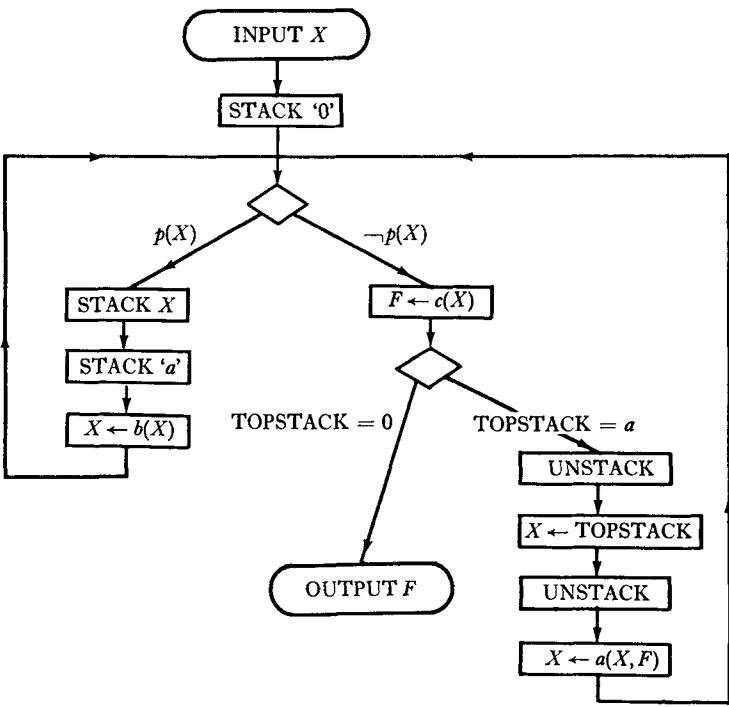 INPUT X
STACK ‘0’
p(X)
¬p(X)
STACK X
F ← c(X)
STACK ‘a’
X ← b(X)
TOPSTACK = 0
TOPSTACK = a
UNSTACK
X ← TOPSTACK
OUTPUT F
UNSTACK
X ← a(X, F)